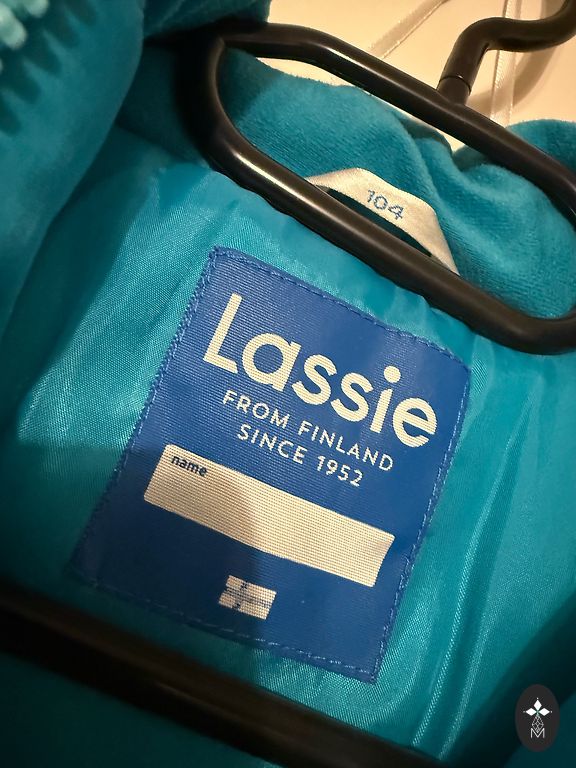 104
Lassie
FROM FINLAND
SINCE 1952
name
M